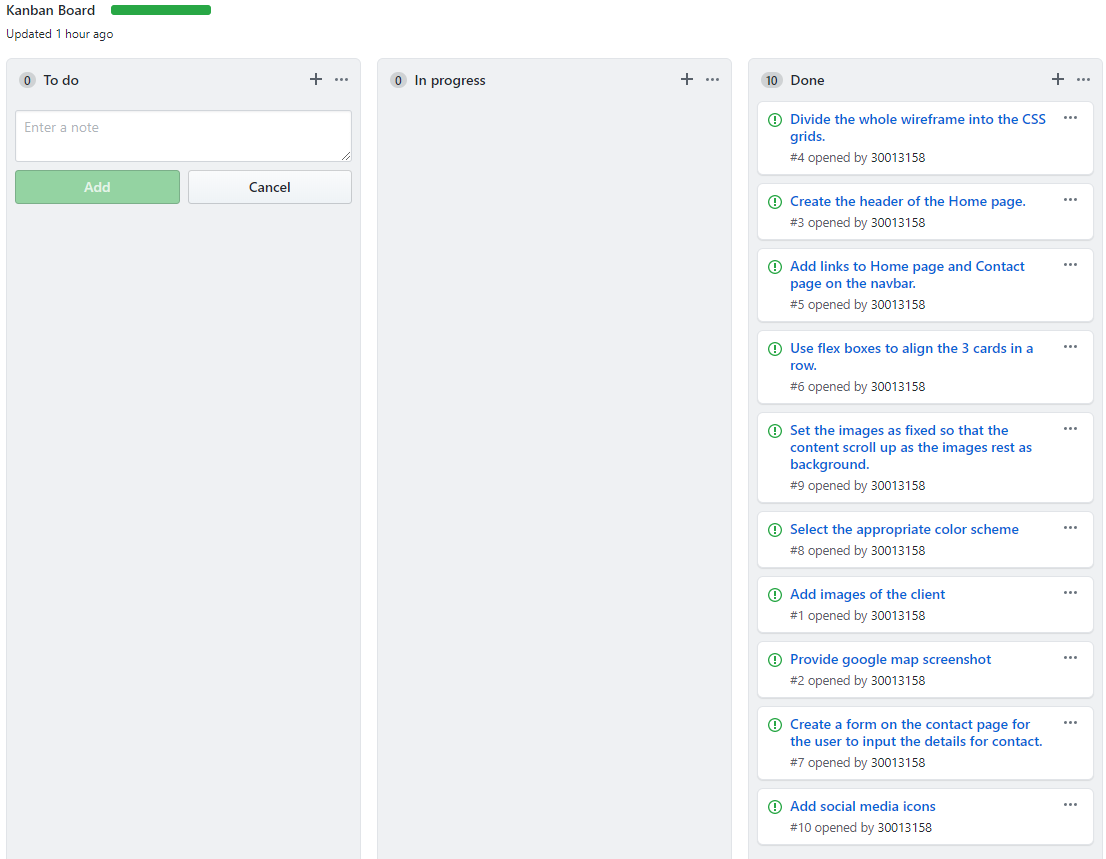 Kanban Board
Updated 1 hour ago
0 To do
Enter a note
Add Cancel
0 In progress
10 Done
Divide the whole wireframe into the CSS
grids.
#4 opened by 30013158
Create the header of the Home page.
#3 opened by 30013158
Add links to Home page and Contact
page on the navbar.
#5 opened by 30013158
Use flex boxes to align the 3 cards in a
row.
#6 opened by 30013158
Set the images as fixed so that the
content scroll up as the images rest as
background.
#9 opened by 30013158
Select the appropriate color scheme
#8 opened by 30013158
Add images of the client
#1 opened by 30013158
Provide google map screenshot
#2 opened by 30013158
Create a form on the contact page for
the user to input the details for contact.
#7 opened by 30013158
Add social media icons
#10 opened by 30013158